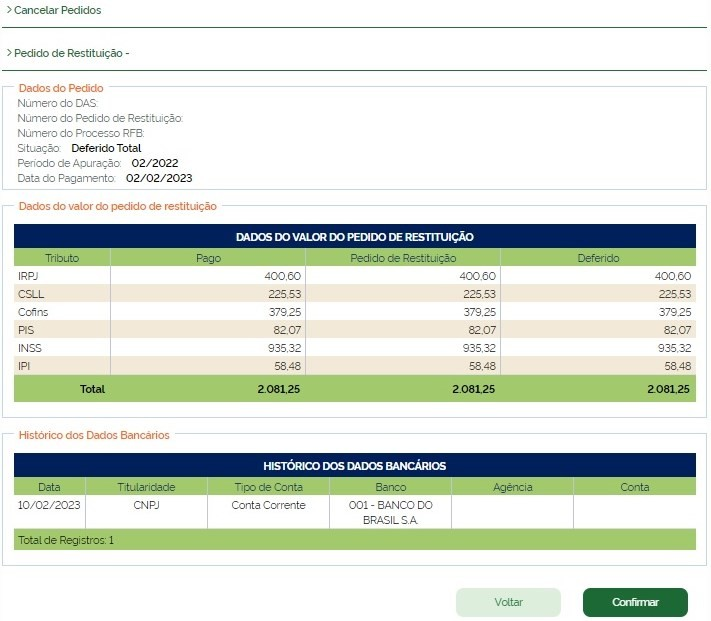 > Cancelar Pedidos
> Pedido de Restituição -
Dados do Pedido
Número do DAS:
Número do Pedido de Restituição:
Número do Processo RFB:
Situação: Deferido Total
Período de Apuração: 02/2022
Data do Pagamento: 02/02/2023
Dados do valor do pedido de restituição
DADOS DO VALOR DO PEDIDO DE RESTITUIÇÃO
Tributo Pago Pedido de Restituição Deferido
IRPJ 400,60 400,60 400,60
CSLL 225,53 225,53 225,53
Cofins 379,25 379,25 379,25
PIS 82,07 82,07 82,07
INSS 935,32 935,32 935,32
IPI 58,48 58,48 58,48
Total 2.081,25 2.081,25 2.081,25
Histórico dos Dados Bancários
HISTÓRICO DOS DADOS BANCÁRIOS
Data Titularidade Tipo de Conta Banco Agência Conta
10/02/2023 CNPJ Conta Corrente 001 - BANCO DO
BRASIL S.A.
Total de Registros: 1
Voltar Confirmar